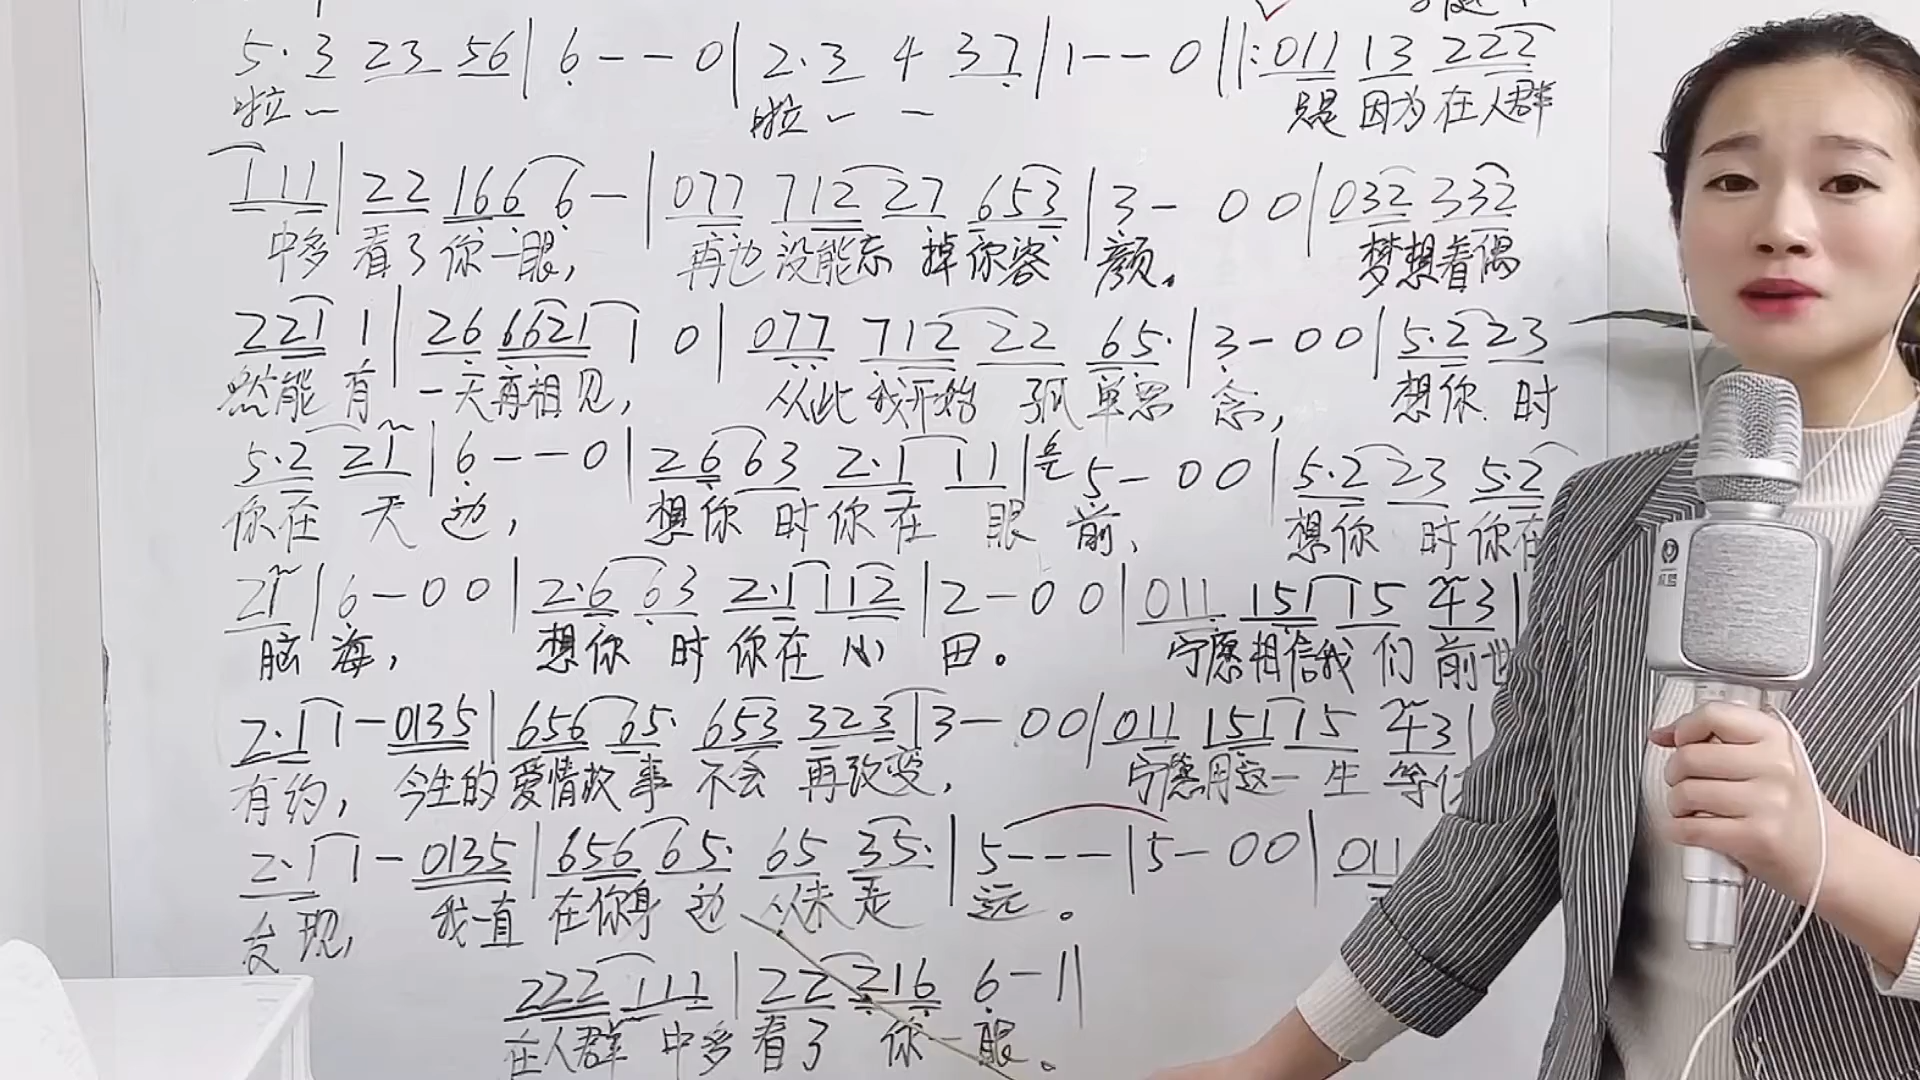 5·3 23 56 | 6 - - 0 | 2·3 4 37 | 1 - - 0 ||: 011 13 222
啦 — 啦 — — 只是 因为 在人群
111 | 22 166 6 - | 077 712 27 653 | 3 - 0 0 | 032 332
中多 看了 你一眼, 再也 没能忘 掉你容 颜。 梦想着偶
221 1 | 26 6621 1 0 | 077 712 22 65· | 3 - 0 0 | 5·2 23
然能 有 一天再相见, 从此 我开始 孤单思 念, 想你 时
5·2 21 | 6 - - 0 | 26 63 2·1 11 | 5 - 0 0 | 5·2 23 5·2
你在 天 边, 想你 时你在 眼 前, 想你 时你在
21 | 6 - 0 0 | 2·6 63 2·1 112 | 2 - 0 0 | 011 151 15 43 |
脑 海, 想你 时你在 心 田。 宁愿相信我 们 前世
2·1 1 - 0135 | 656 65· 653 323 | 3 - 0 0 | 011 151 15 43 |
有约, 今生的爱情故事 不会 再改变, 宁愿用这一 生 等你
2·1 1 - 0135 | 656 65· 65 35· | 5 - - - | 5 - 0 0 | 011
发现, 我一直 在你身 边 从未走 远。
222 111 | 22 216 6 - ||
在人群 中多 看了 你一眼。